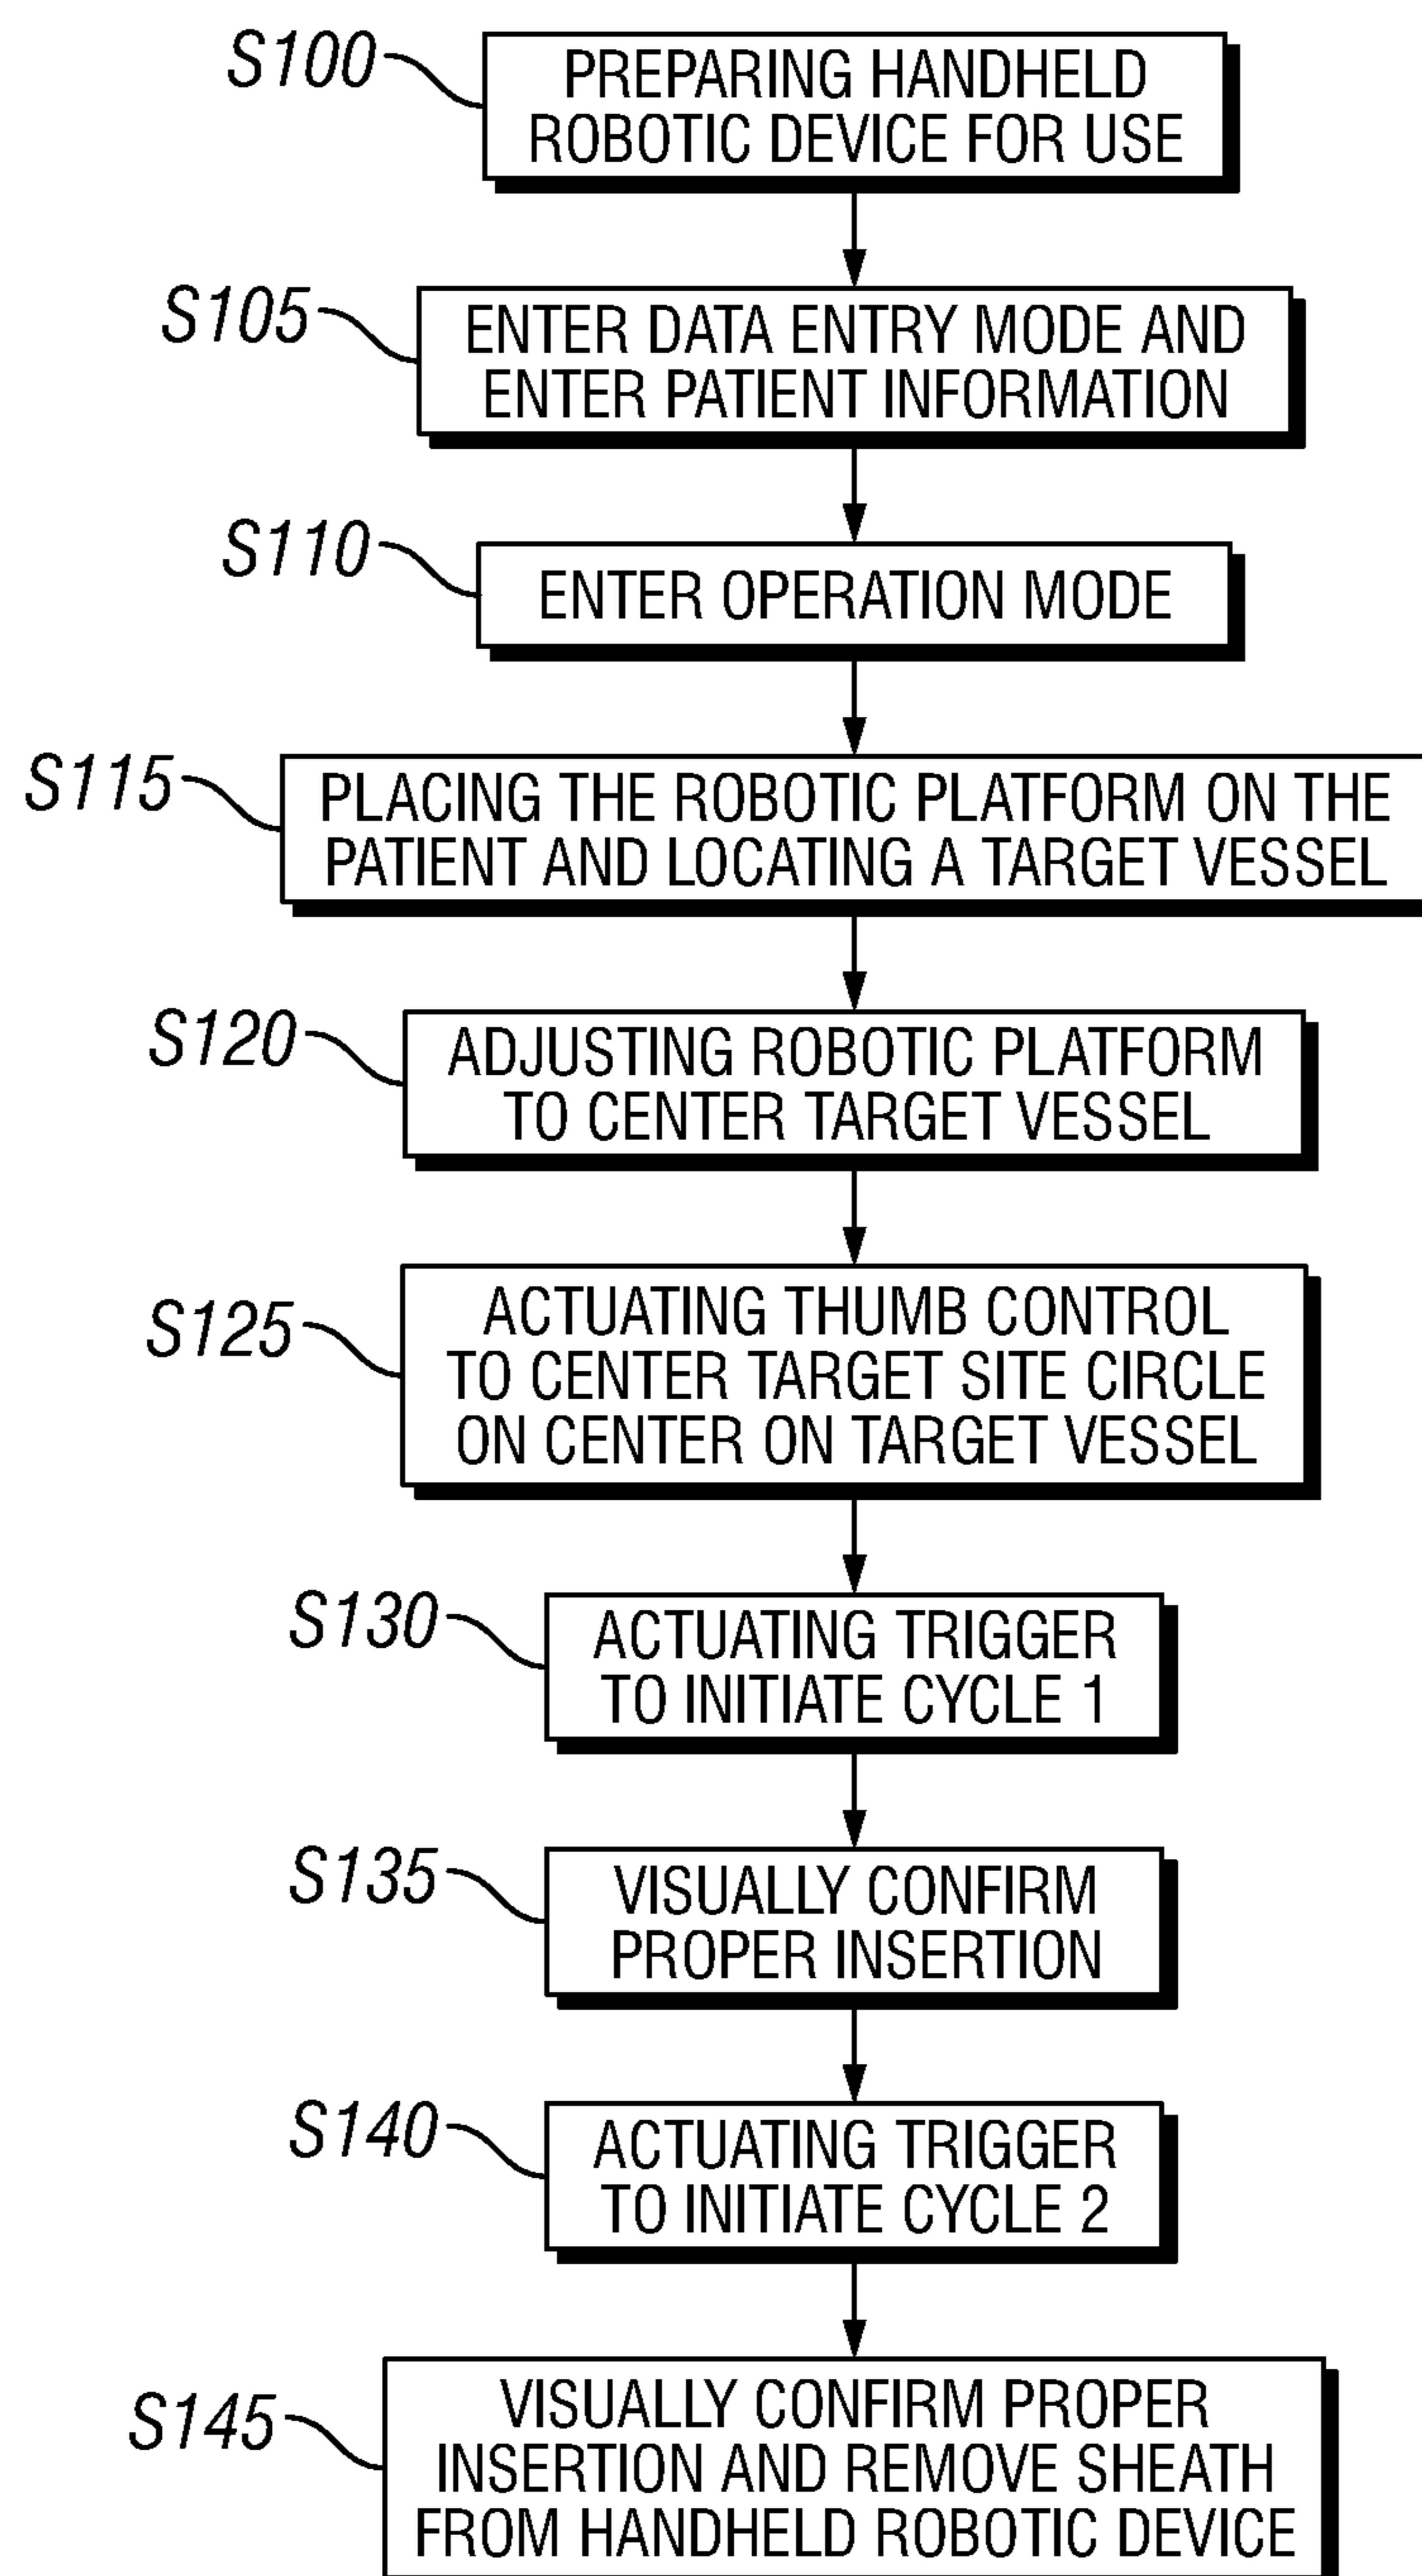 S100
PREPARING HANDHELD
ROBOTIC DEVICE FOR USE
S105
ENTER DATA ENTRY MODE AND
ENTER PATIENT INFORMATION
S110
ENTER OPERATION MODE
S115
PLACING THE ROBOTIC PLATFORM ON THE
PATIENT AND LOCATING A TARGET VESSEL
S120
ADJUSTING ROBOTIC PLATFORM
TO CENTER TARGET VESSEL
S125
ACTUATING THUMB CONTROL
TO CENTER TARGET SITE CIRCLE
ON CENTER ON TARGET VESSEL
S130
ACTUATING TRIGGER
TO INITIATE CYCLE 1
S135
VISUALLY CONFIRM
PROPER INSERTION
S140
ACTUATING TRIGGER
TO INITIATE CYCLE 2
S145
VISUALLY CONFIRM PROPER
INSERTION AND REMOVE SHEATH
FROM HANDHELD ROBOTIC DEVICE